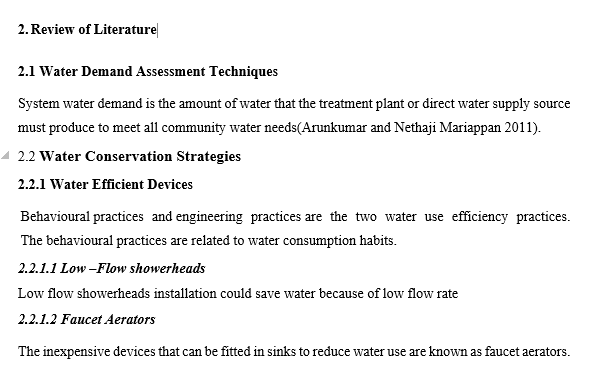 2. Review of Literature
2.1 Water Demand Assessment Techniques
System water demand is the amount of water that the treatment plant or direct water supply source
must produce to meet all community water needs(Arunkumar and Nethaji Mariappan 2011).
2.2 Water Conservation Strategies
2.2.1 Water Efficient Devices
Behavioural practices and engineering practices are the two water use efficiency practices.
The behavioural practices are related to water consumption habits.
2.2.1.1 Low –Flow showerheads
Low flow showerheads installation could save water because of low flow rate
2.2.1.2 Faucet Aerators
The inexpensive devices that can be fitted in sinks to reduce water use are known as faucet aerators.